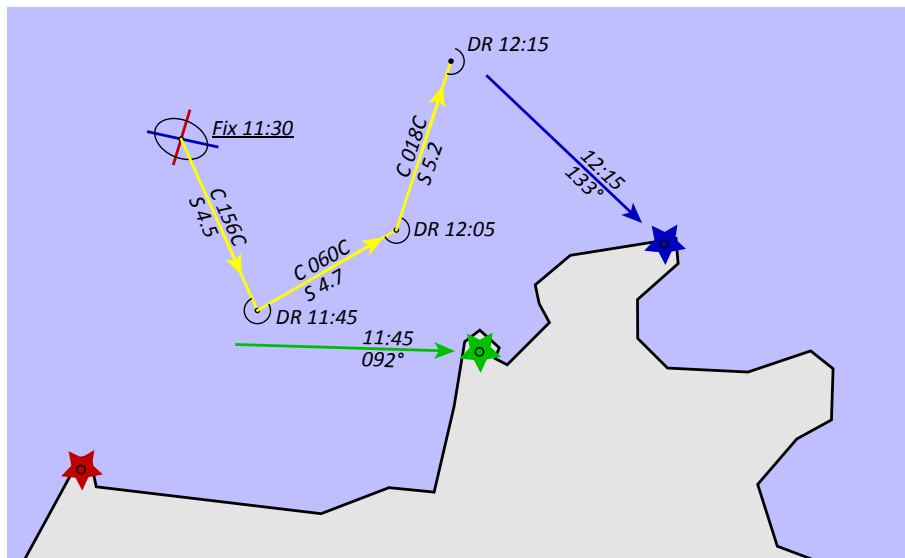 DR 12:15
Fix 11:30
C 018C
S 5.2
12:15
133°
C 156C
S 4.5
DR 12:05
C 060C
S 4.7
DR 11:45
11:45
092°